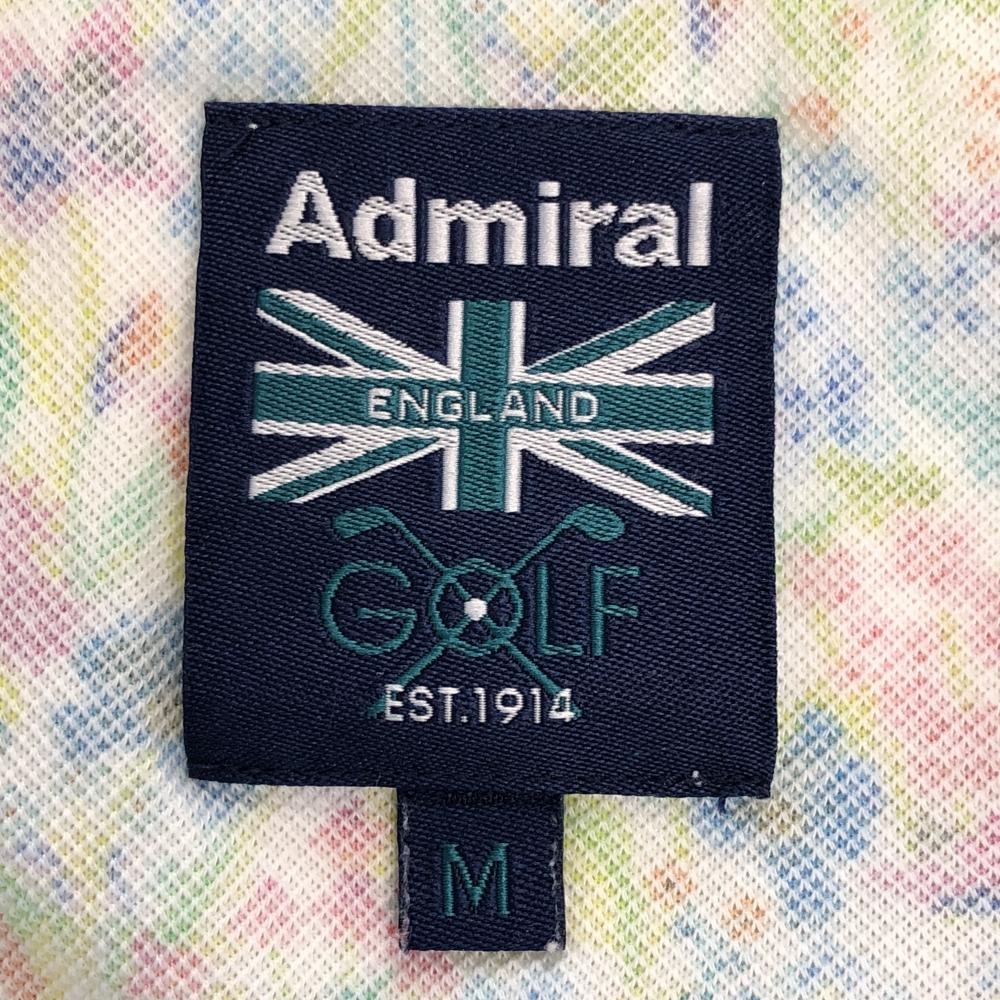 Admiral
ENGLAND
GOLF
EST.1914
M